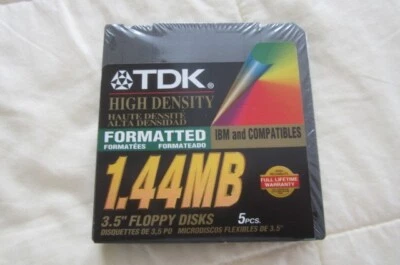 TDK
HIGH DENSITY
HAUTE DENSITÉ
ALTA DENSIDAD
FORMATTED
FORMATÉES FORMATEADO
IBM and COMPATIBLES
1.44MB
FULL LIFETIME
WARRANTY
3.5" FLOPPY DISKS
5PCS.
DISQUETTES DE 3,5 PO MICRODISCOS FLEXIBLES DE 3.5"